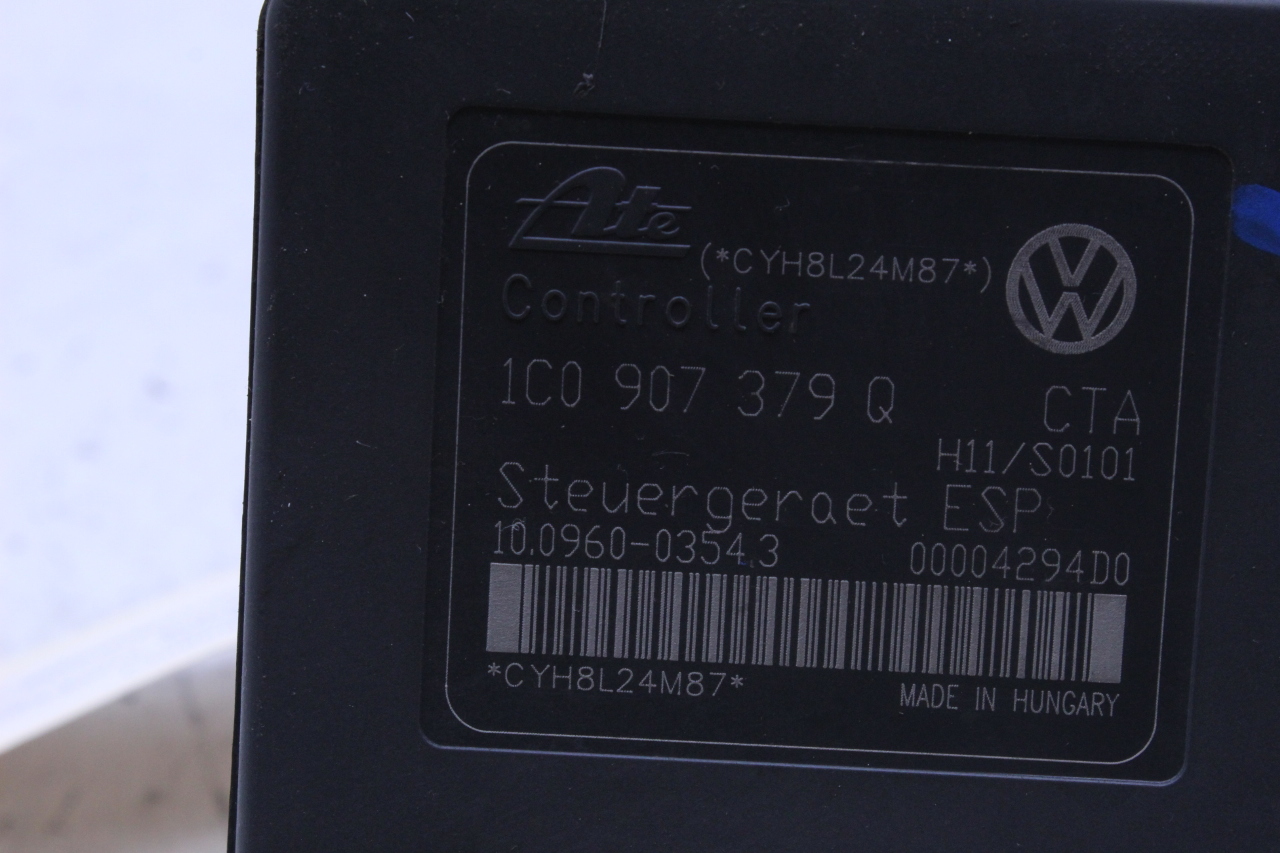 Ate
(*CYH8L24M87*)
Controller
1C0 907 379 Q
CTA
H11/S0101
Steuergeraet ESP
10.0960-0354.3
00004294D0
*CYH8L24M87*
MADE IN HUNGARY